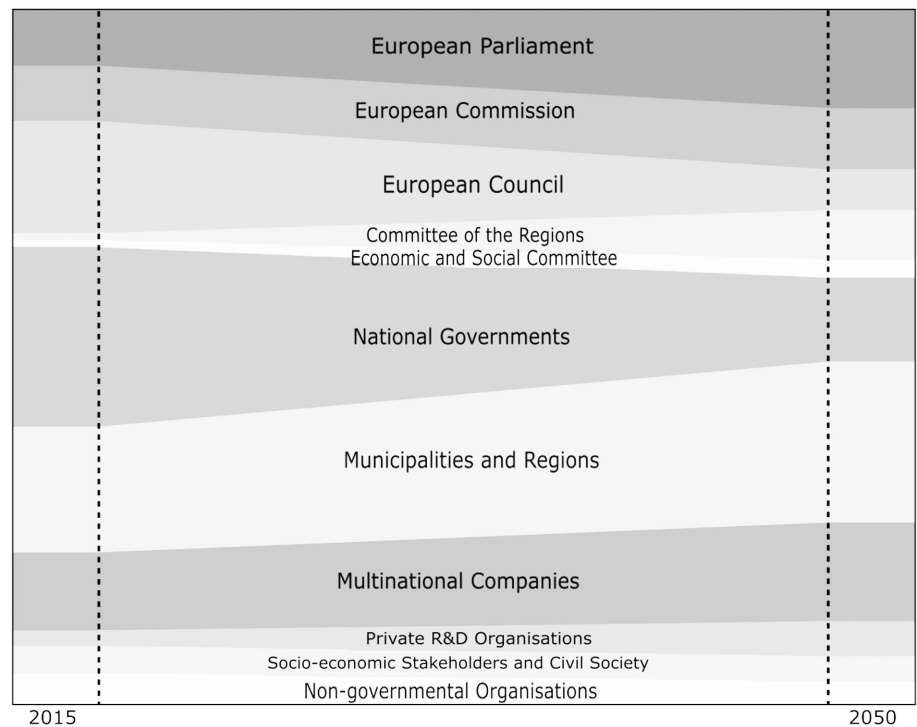 European Parliament
European Commission
European Council
Committee of the Regions
Economic and Social Committee
National Governments
Municipalities and Regions
Multinational Companies
Private R&D Organisations
Socio-economic Stakeholders and Civil Society
Non-governmental Organisations
2015 2050